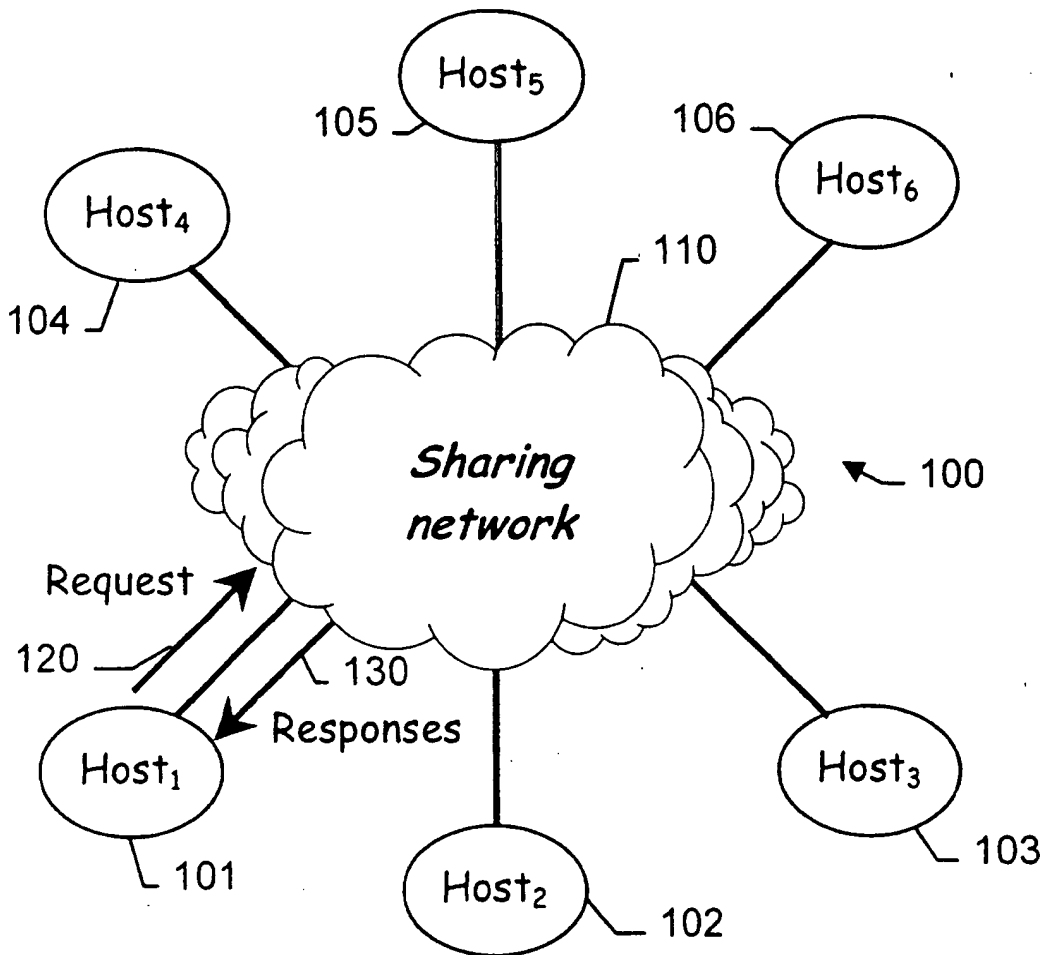 Host₅
105
106
Host₆
Host₄
110
104
Sharing
network
100
Request
120
130
Responses
Host₁
Host₃
101
103
Host₂
102